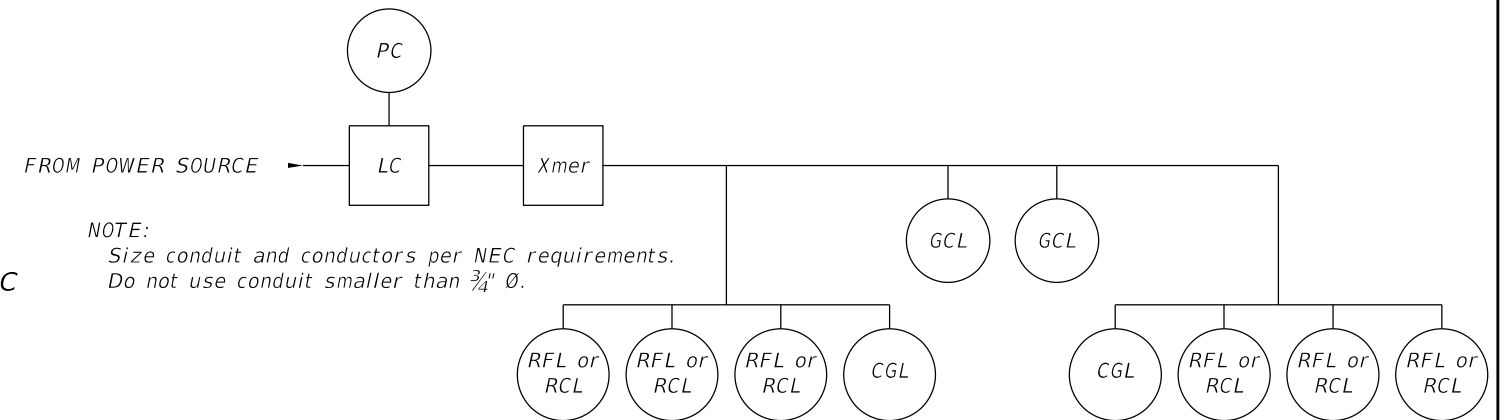 PC
FROM POWER SOURCE
LC
Xmer
NOTE:
Size conduit and conductors per NEC requirements.
Do not use conduit smaller than ¾" Ø.
C
GCL
GCL
RFL or
RCL
RFL or
RCL
RFL or
RCL
CGL
CGL
RFL or
RCL
RFL or
RCL
RFL or
RCL